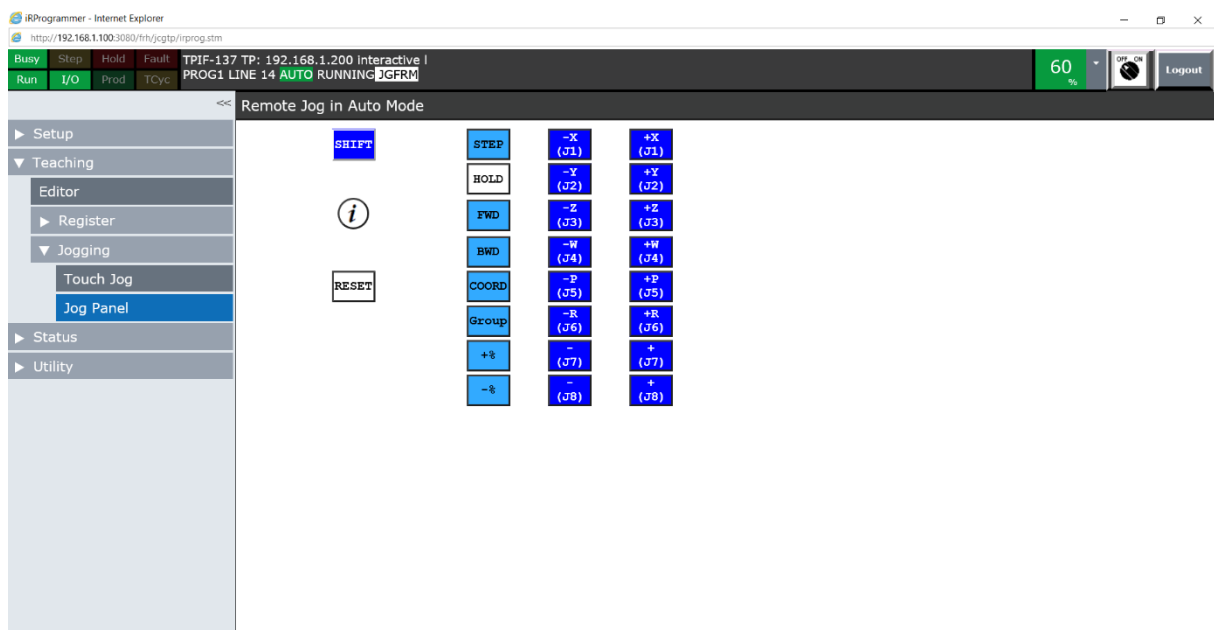 iRProgrammer - Internet Explorer
http://192.168.1.100:3080/frh/jcgtp/irprog.stm
Busy Step Hold Fault TPIF-137 TP: 192.168.1.200 interactive l
Run I/O Prod TCyc PROG1 LINE 14 AUTO RUNNING JGFRM
60 %
OFF ON
Logout
<< Remote Jog in Auto Mode
Setup
Teaching
Editor
Register
Jogging
Touch Jog
Jog Panel
Status
Utility
SHIFT
i
RESET
STEP
HOLD
FWD
BWD
COORD
Group
+%
-%
-X
(J1)
-Y
(J2)
-Z
(J3)
-W
(J4)
-P
(J5)
-R
(J6)
-
(J7)
-
(J8)
+X
(J1)
+Y
(J2)
+Z
(J3)
+W
(J4)
+P
(J5)
+R
(J6)
+
(J7)
+
(J8)